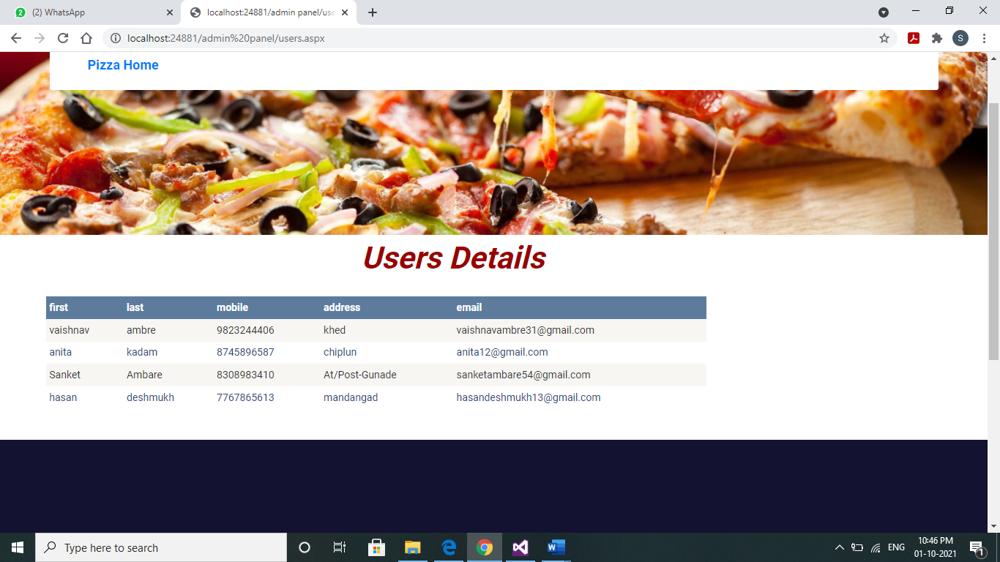 (2) WhatsApp
localhost:24881/admin panel/use
localhost:24881/admin%20panel/users.aspx
S
Pizza Home
Users Details
first last mobile address email
vaishnav ambre 9823244406 khed vaishnavambre31@gmail.com
anita kadam 8745896587 chiplun anita12@gmail.com
Sanket Ambare 8308983410 At/Post-Gunade sanketambare54@gmail.com
hasan deshmukh 7767865613 mandangad hasandeshmukh13@gmail.com
Type here to search
ENG
10:46 PM
01-10-2021
1